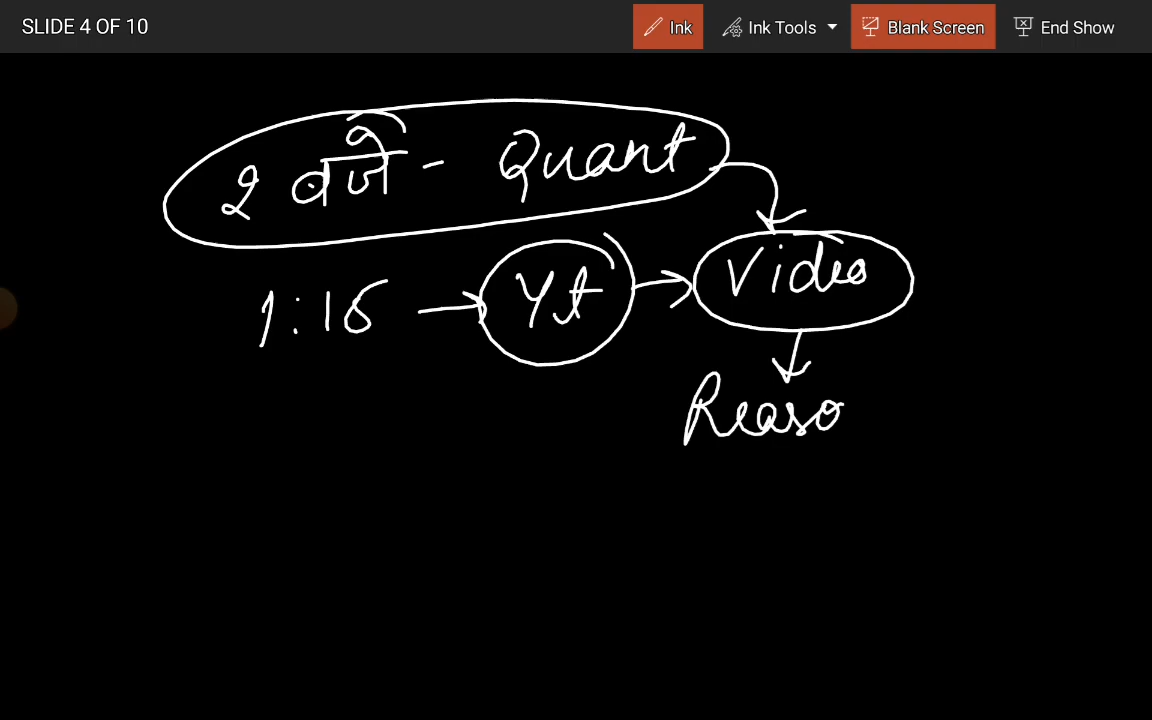 SLIDE 4 OF 10 Ink Ink Tools Blank Screen End Show
2 बजे - Quant
1:15 → Yt → Video
Reaso